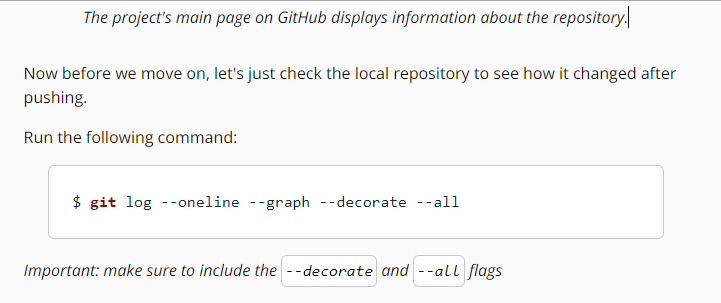 The project's main page on GitHub displays information about the repository.
Now before we move on, let's just check the local repository to see how it changed after
pushing.
Run the following command:
$ git log --oneline --graph --decorate --all
Important: make sure to include the --decorate and --all flags